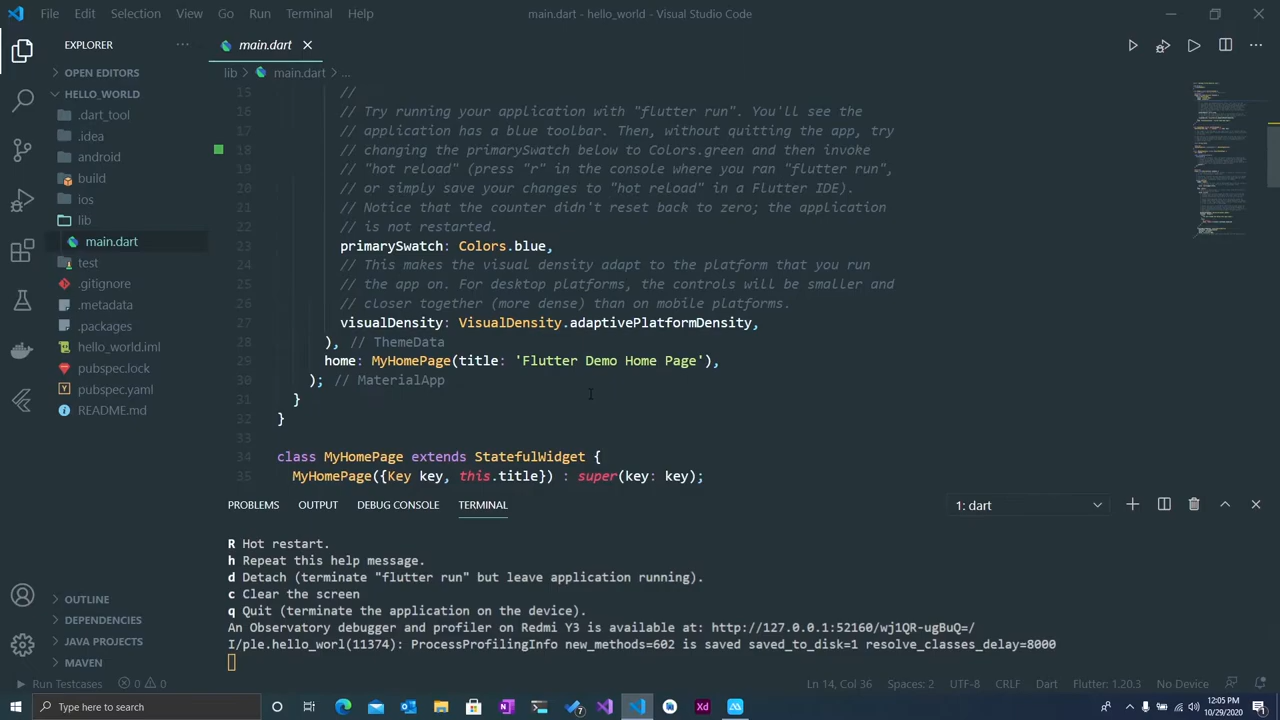 File Edit Selection View Go Run Terminal Help
main.dart - hello_world - Visual Studio Code
EXPLORER
main.dart
OPEN EDITORS
HELLO_WORLD
.dart_tool
.idea
android
build
ios
lib
main.dart
test
.gitignore
.metadata
.packages
hello_world.iml
pubspec.lock
pubspec.yaml
README.md
OUTLINE
DEPENDENCIES
JAVA PROJECTS
MAVEN
lib > main.dart > ...
15 //
16 // Try running your application with "flutter run". You'll see the
17 // application has a blue toolbar. Then, without quitting the app, try
18 // changing the primarySwatch below to Colors.green and then invoke
19 // "hot reload" (press "r" in the console where you ran "flutter run",
20 // or simply save your changes to "hot reload" in a Flutter IDE).
21 // Notice that the counter didn't reset back to zero; the application
22 // is not restarted.
23 primarySwatch: Colors.blue,
24 // This makes the visual density adapt to the platform that you run
25 // the app on. For desktop platforms, the controls will be smaller and
26 // closer together (more dense) than on mobile platforms.
27 visualDensity: VisualDensity.adaptivePlatformDensity,
28 ), // ThemeData
29 home: MyHomePage(title: 'Flutter Demo Home Page'),
30 ); // MaterialApp
31 }
32 }
33
34 class MyHomePage extends StatefulWidget {
35 MyHomePage({Key key, this.title}) : super(key: key);
PROBLEMS OUTPUT DEBUG CONSOLE TERMINAL
1: dart
R Hot restart.
h Repeat this help message.
d Detach (terminate "flutter run" but leave application running).
c Clear the screen
q Quit (terminate the application on the device).
An Observatory debugger and profiler on Redmi Y3 is available at: http://127.0.0.1:52160/wj1QR-ugBuQ=/
I/ple.hello_worl(11374): ProcessProfilingInfo new_methods=602 is saved saved_to_disk=1 resolve_classes_delay=8000
Run Testcases 0 0
Ln 14, Col 36 Spaces: 2 UTF-8 CRLF Dart Flutter: 1.20.3 No Device
Type here to search
Xd
12:05 PM
10/29/2020